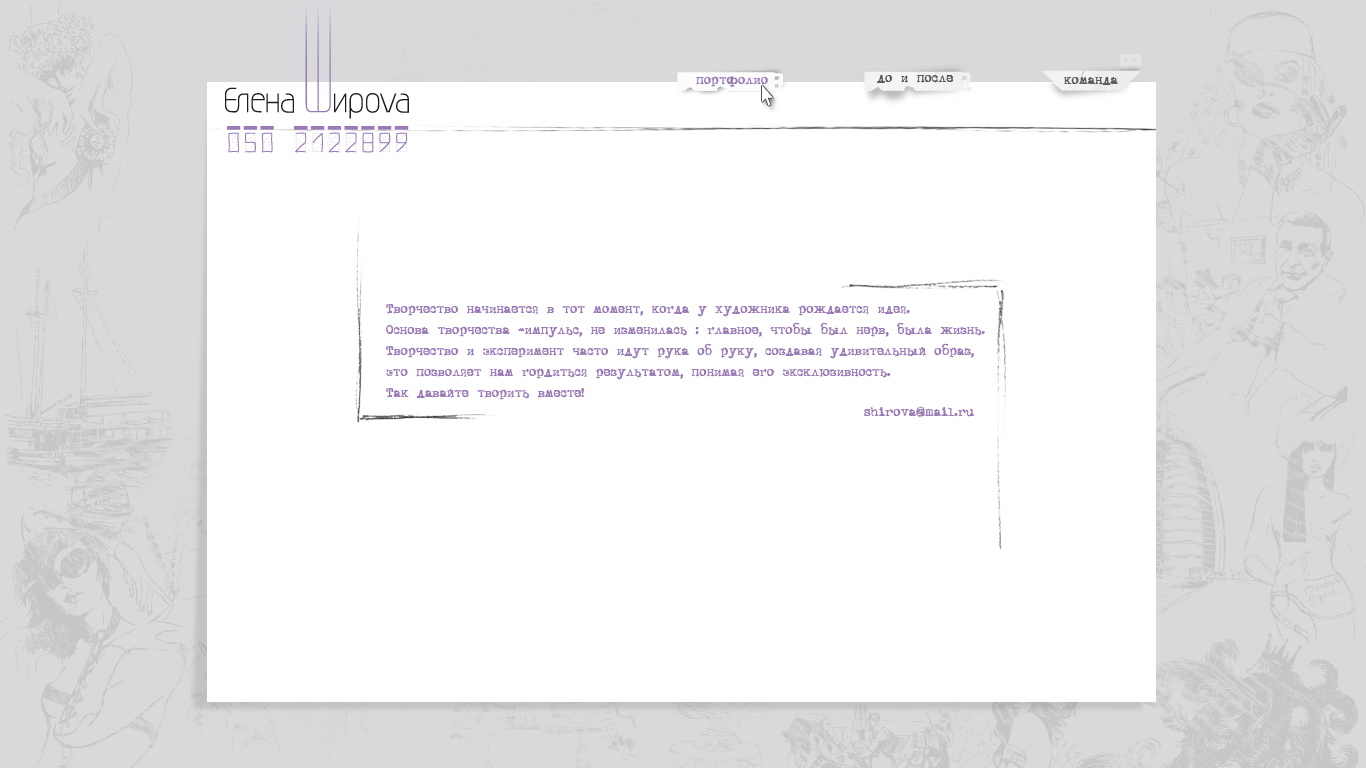 портфолио
до и после
команда
Елена Широvа
050 2122899
Творчество начинается в тот момент, когда у художника рождается идея.
Основа творчества -импульс, не изменилась : главное, чтобы был нерв, была жизнь.
Творчество и эксперимент часто идут рука об руку, создавая удивительный образ,
это позволяет нам гордиться результатом, понимая его эксклюзивность.
Так давайте творить вместе!
shirova@mail.ru